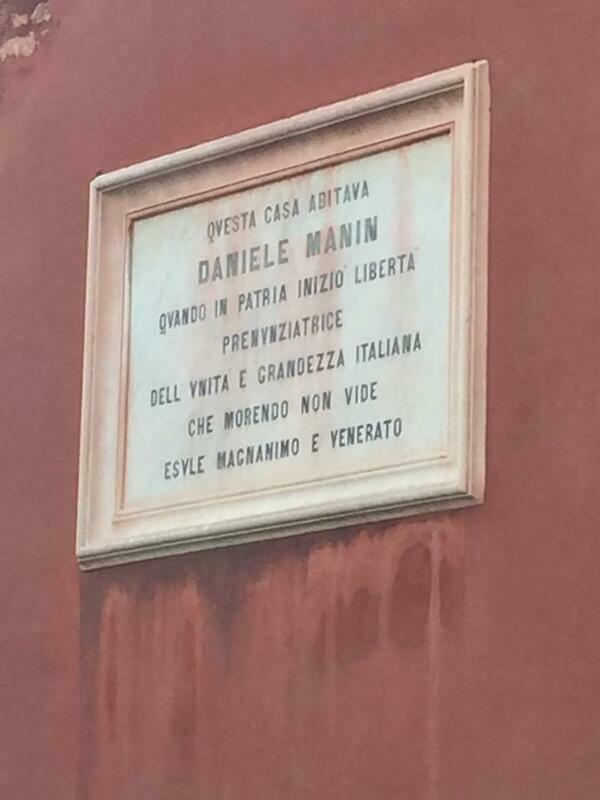 QVESTA CASA ABITAVA
DANIELE MANIN
QVANDO IN PATRIA INIZIO' LIBERTA'
PRENVNZIATRICE
DELL VNITA' E GRANDEZZA ITALIANA
CHE MORENDO NON VIDE
ESVLE MAGNANIMO E VENERATO